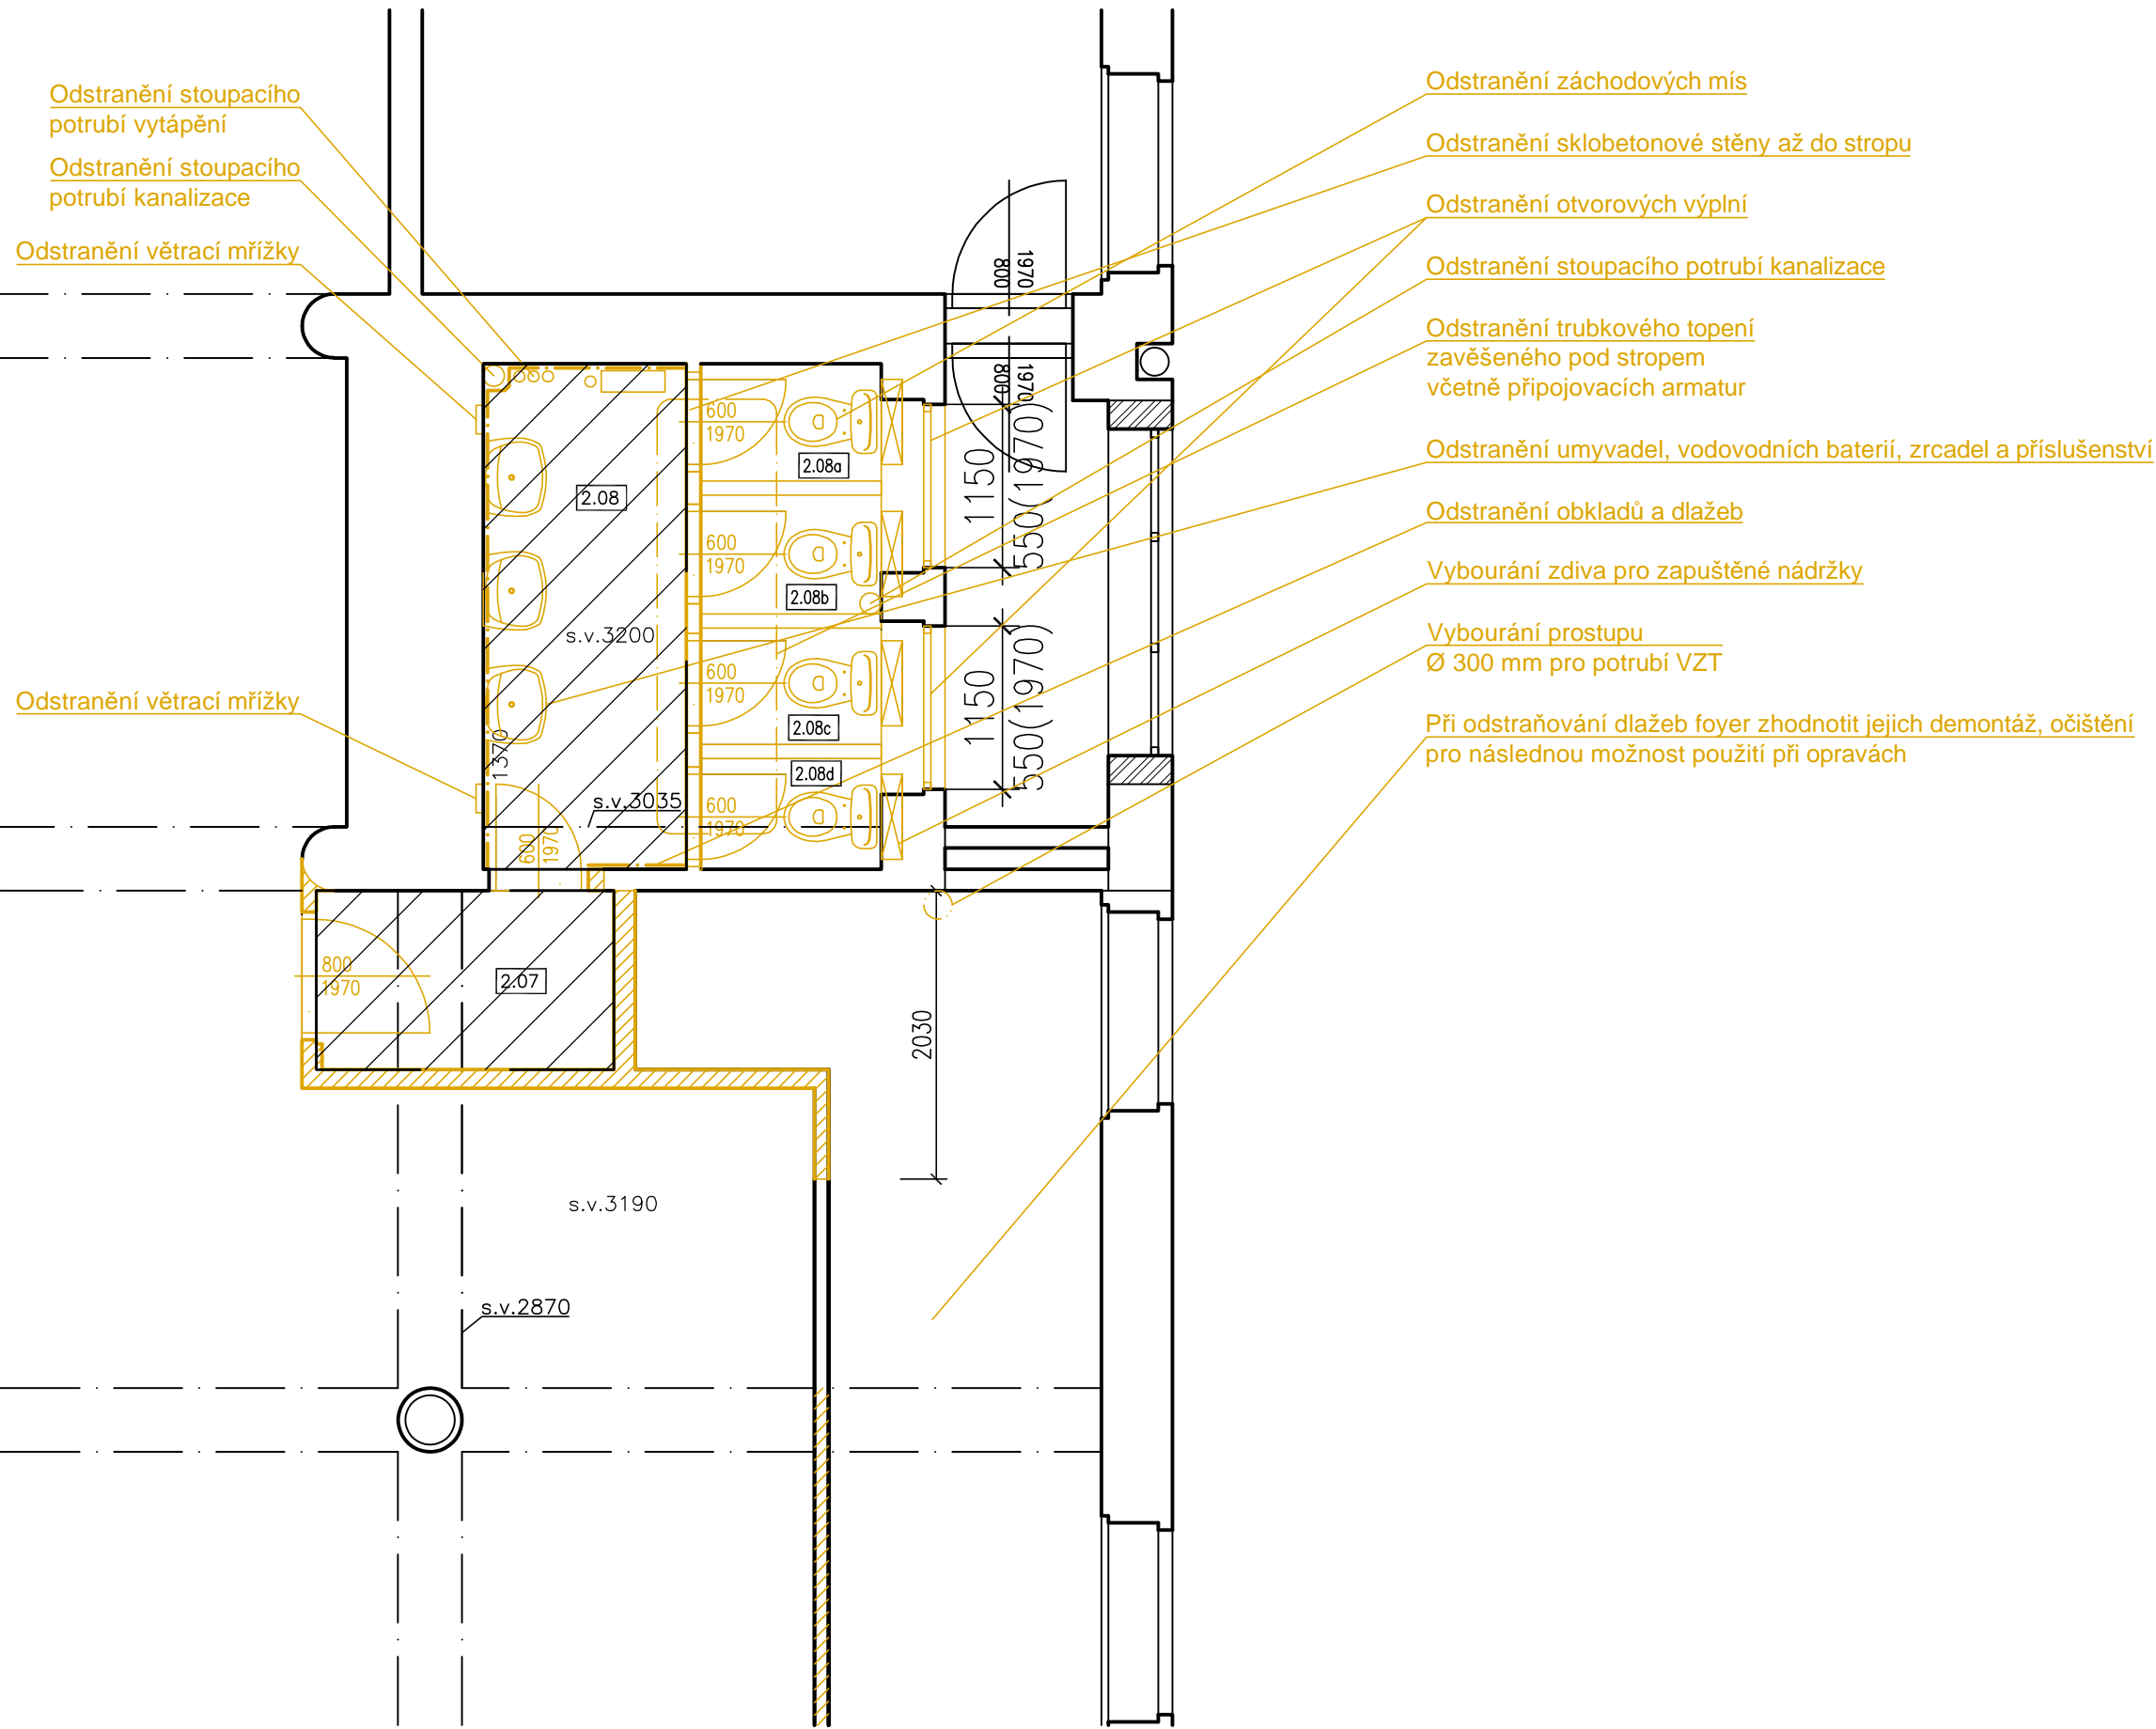 Odstranění stoupacího
potrubí vytápění
Odstranění stoupacího
potrubí kanalizace
Odstranění větrací mřížky
Odstranění větrací mřížky
Odstranění záchodových mís
Odstranění sklobetonové stěny až do stropu
Odstranění otvorových výplní
Odstranění stoupacího potrubí kanalizace
Odstranění trubkového topení
zavěšeného pod stropem
včetně připojovacích armatur
Odstranění umyvadel, vodovodních baterií, zrcadel a příslušenství
Odstranění obkladů a dlažeb
Vybourání zdiva pro zapuštěné nádržky
Vybourání prostupu
Ø 300 mm pro potrubí VZT
Při odstraňování dlažeb foyer zhodnotit jejich demontáž, očištění
pro následnou možnost použití při opravách
800
1970
800
1970
600
1970
2.08a
2.08
1150
550(1970)
600
1970
2.08b
s.v.3200
600
1970
2.08c
1150
550(1970)
2.08d
1370
s.v.3035
600
1970
600
1970
800
1970
2.07
2030
s.v.3190
s.v.2870